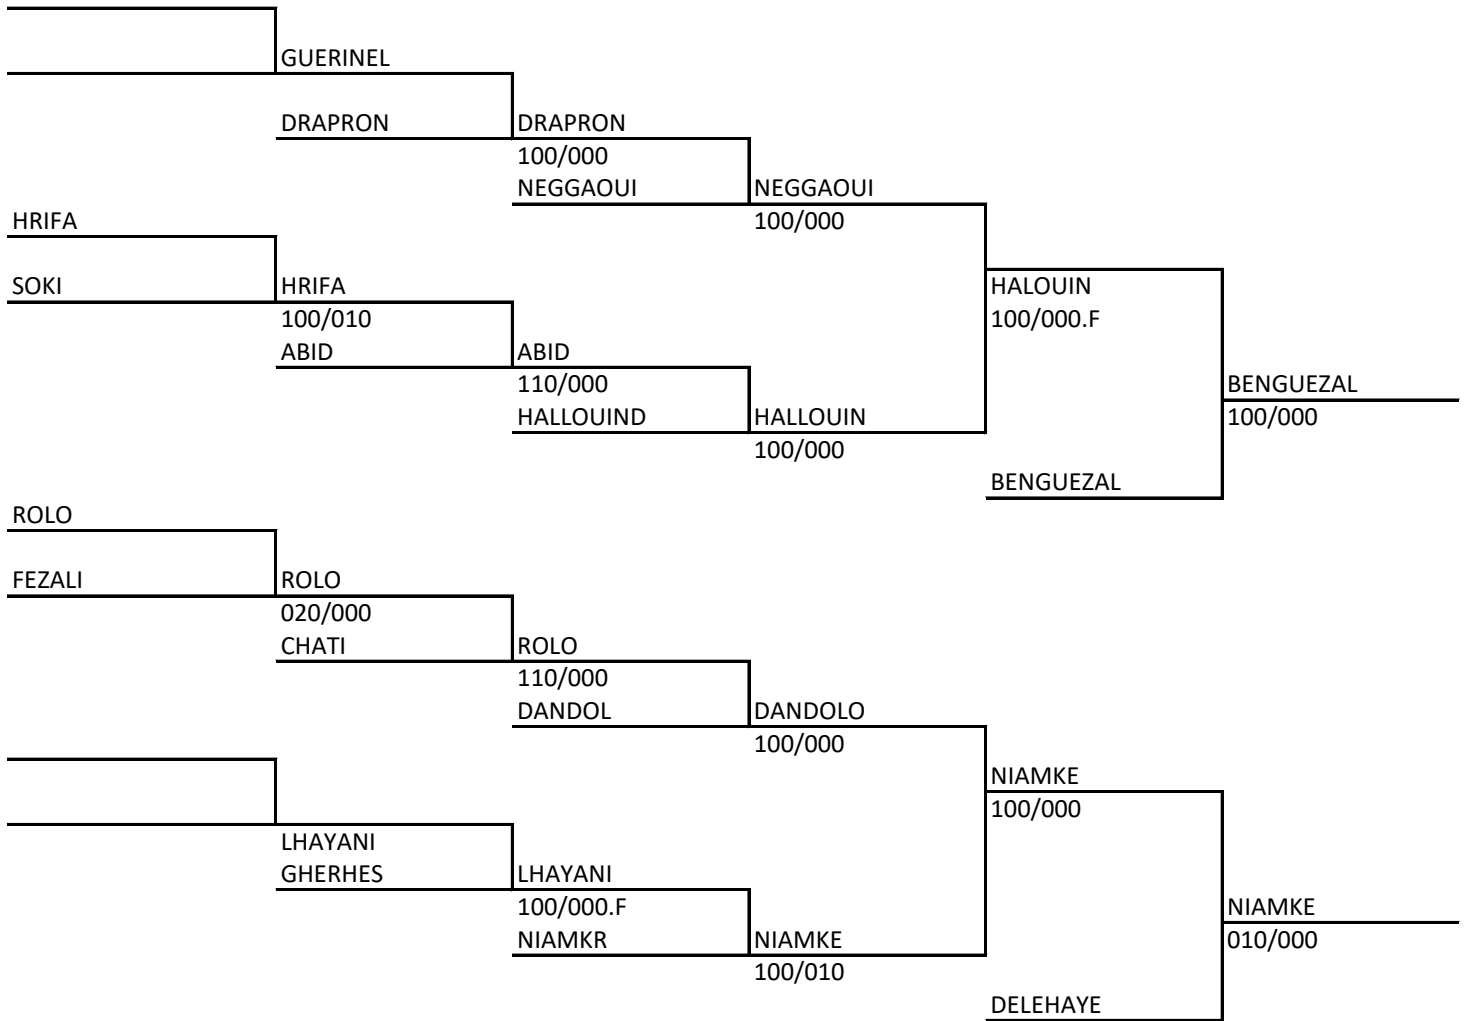 GUERINEL
DRAPRON DRAPRON
100/000
NEGGAOUI NEGGAOUI
HRIFA 100/000
SOKI HRIFA HALOUIN
100/010 100/000.F
ABID ABID
110/000 BENGUEZAL
HALLOUIND HALLOUIN 100/000
100/000
BENGUEZAL
ROLO
FEZALI ROLO
020/000
CHATI ROLO
110/000
DANDOL DANDOLO
100/000
NIAMKE
100/000
LHAYANI
GHERHES LHAYANI
100/000.F NIAMKE
NIAMKR NIAMKE 010/000
100/010
DELEHAYE